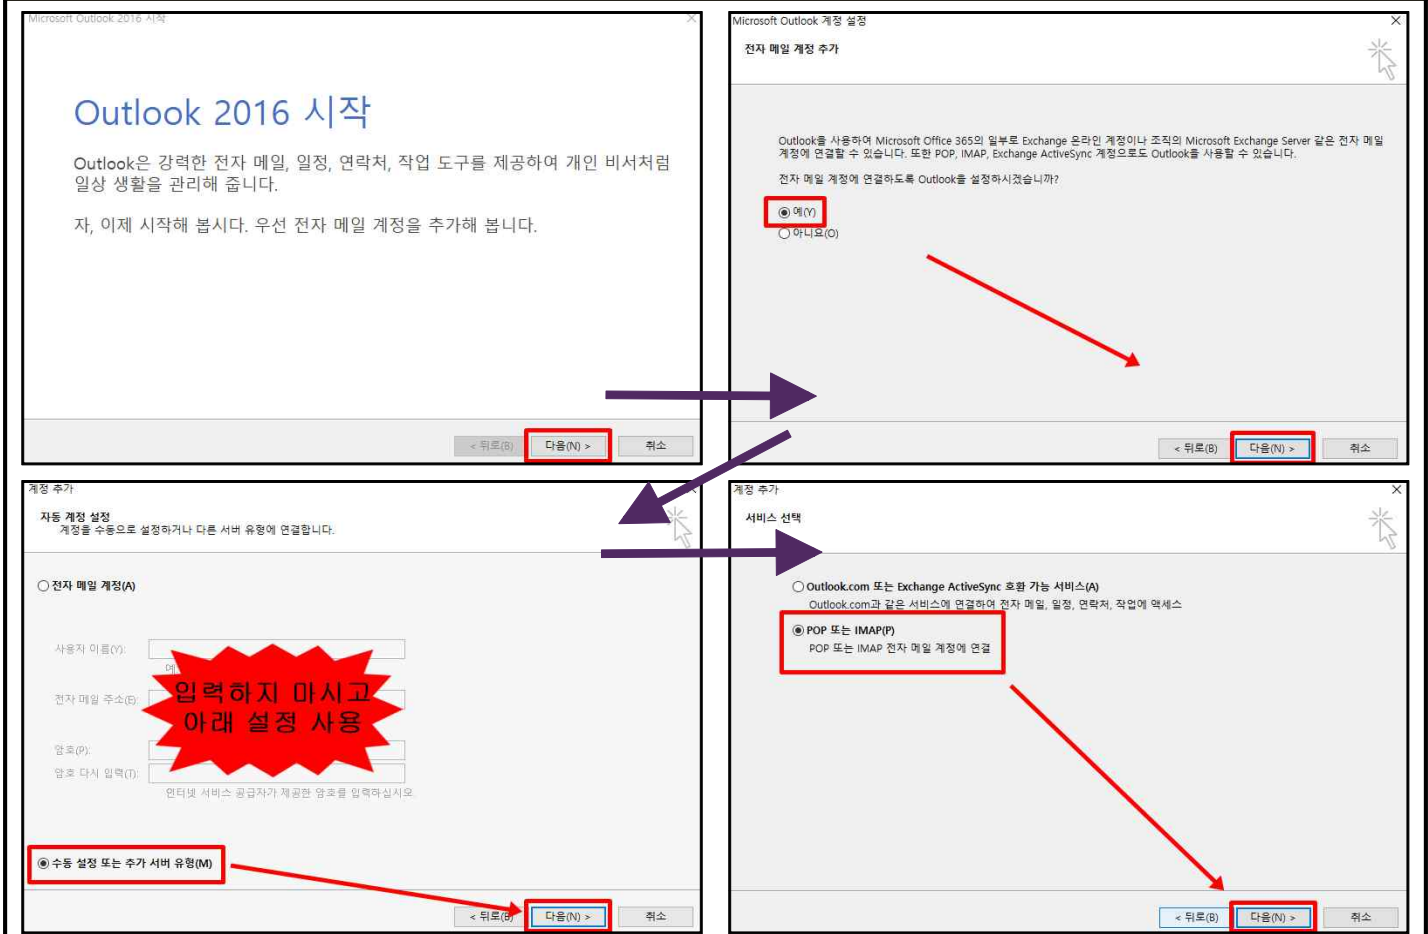 Microsoft Outlook 2016 시작
Outlook 2016 시작
Outlook은 강력한 전자 메일, 일정, 연락처, 작업 도구를 제공하여 개인 비서처럼
일상 생활을 관리해 줍니다.
자, 이제 시작해 봅시다. 우선 전자 메일 계정을 추가해 봅니다.
< 뒤로(B)
다음(N) >
취소
Microsoft Outlook 계정 설정
전자 메일 계정 추가
Outlook을 사용하여 Microsoft Office 365의 일부로 Exchange 온라인 계정이나 조직의 Microsoft Exchange Server 같은 전자 메일
계정에 연결할 수 있습니다. 또한 POP, IMAP, Exchange ActiveSync 계정으로도 Outlook을 사용할 수 있습니다.
전자 메일 계정에 연결하도록 Outlook을 설정하시겠습니까?
예(Y)
아니요(O)
< 뒤로(B)
다음(N) >
취소
계정 추가
자동 계정 설정
계정을 수동으로 설정하거나 다른 서버 유형에 연결합니다.
전자 메일 계정(A)
사용자 이름(Y):
예
전자 메일 주소(E):
입력하지 마시고
아래 설정 사용
암호(P):
암호 다시 입력(T):
인터넷 서비스 공급자가 제공한 암호를 입력하십시오.
수동 설정 또는 추가 서버 유형(M)
< 뒤로(B)
다음(N) >
취소
계정 추가
서비스 선택
Outlook.com 또는 Exchange ActiveSync 호환 가능 서비스(A)
Outlook.com과 같은 서비스에 연결하여 전자 메일, 일정, 연락처, 작업에 액세스
POP 또는 IMAP(P)
POP 또는 IMAP 전자 메일 계정에 연결
< 뒤로(B)
다음(N) >
취소